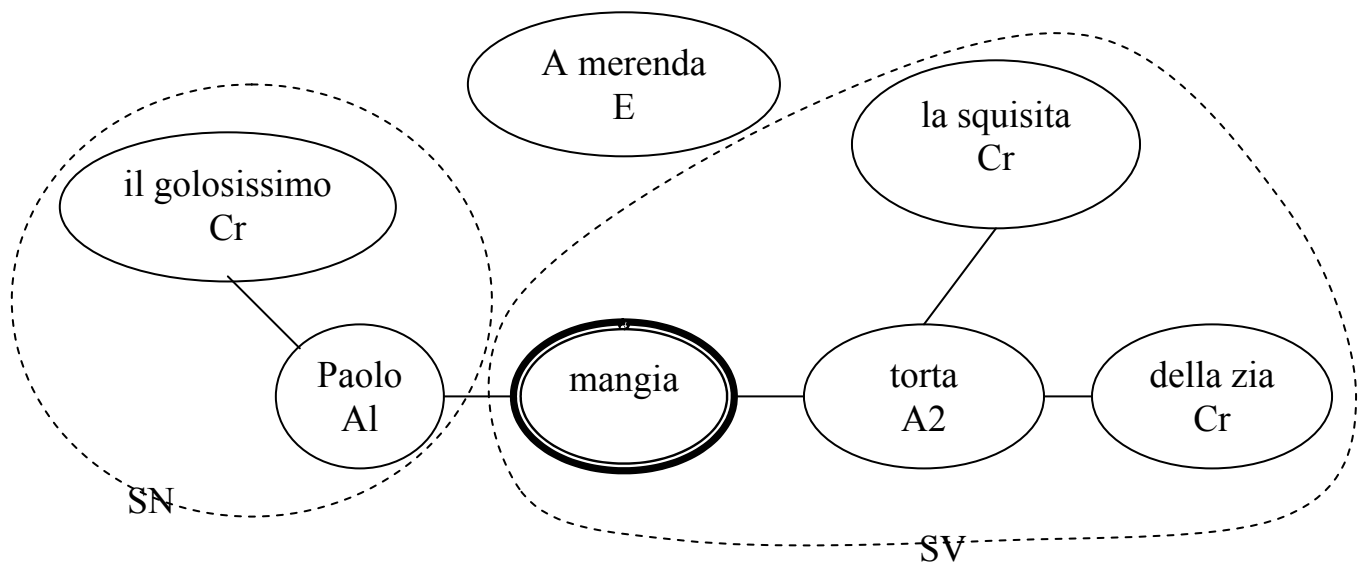 A merenda
E
il golosissimo
Cr
la squisita
Cr
Paolo
Al
mangia
torta
A2
della zia
Cr
SN
SV